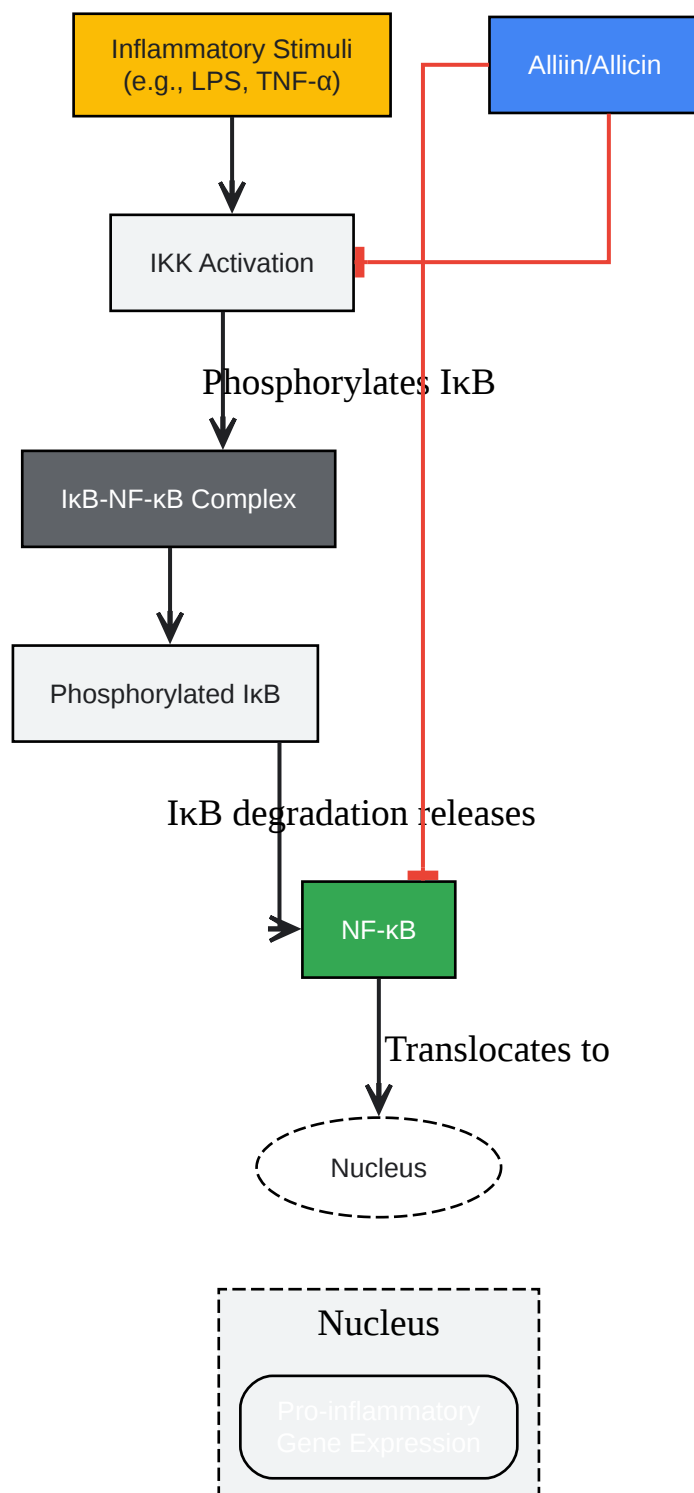 Inflammatory Stimuli
(e.g., LPS, TNF-α)
Alliin/Allicin
IKK Activation
Phosphorylates IκB
IκB-NF-κB Complex
Phosphorylated IκB
IκB degradation releases
NF-κB
Translocates to
Nucleus
Nucleus
Pro-inflammatory
Gene Expression